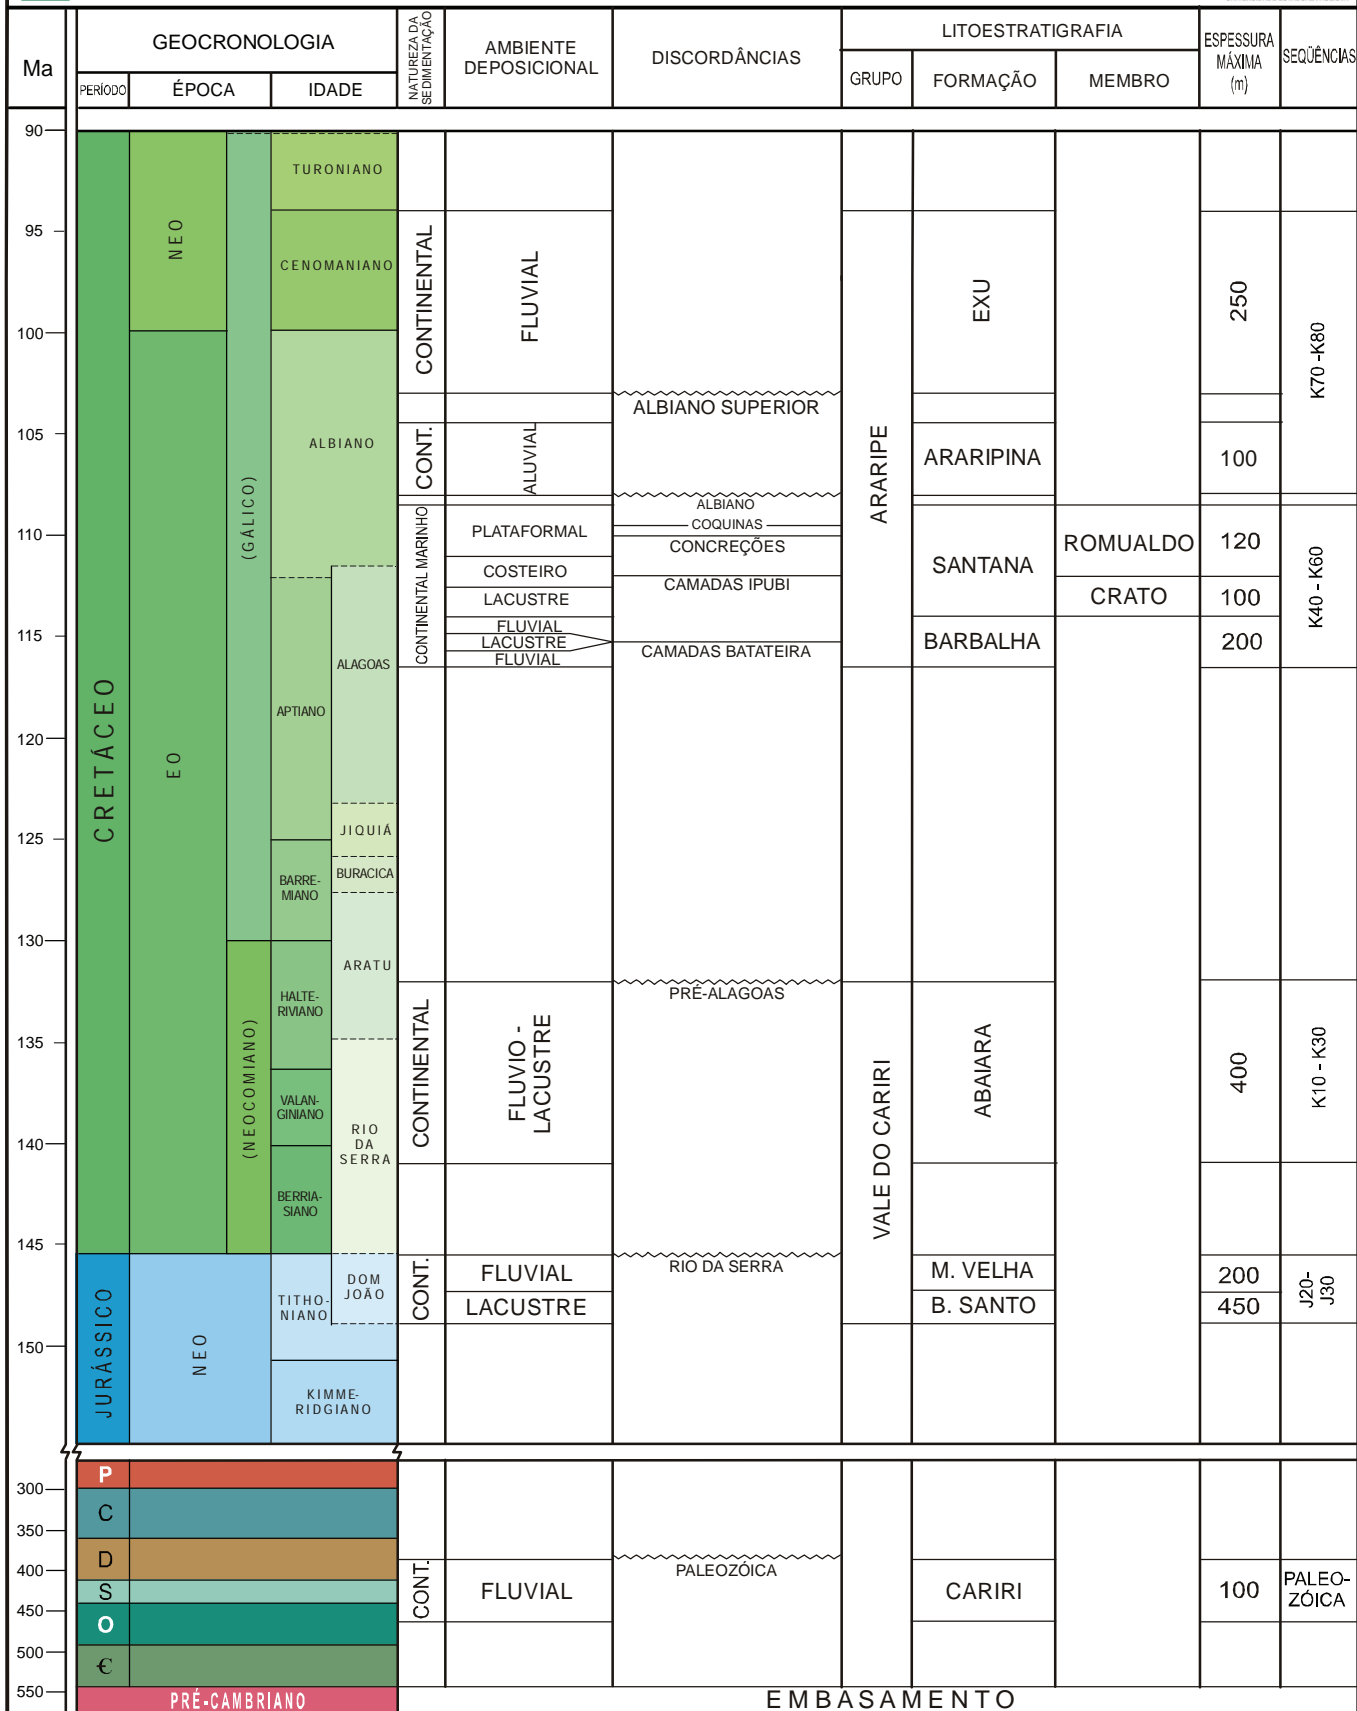 Ma
GEOCRONOLOGIA
PERÍODO
ÉPOCA
IDADE
NATUREZA DA
SEDIMENTAÇÃO
AMBIENTE
DEPOSICIONAL
DISCORDÂNCIAS
LITOESTRATIGRAFIA
GRUPO
FORMAÇÃO
MEMBRO
ESPESSURA
MÁXIMA
(m)
SEQÜÊNCIAS
90
95
100
105
110
115
120
125
130
135
140
145
150
300
350
400
450
500
550
CRETÁCEO
JURÁSSICO
P
C
D
S
O
Є
PRÉ-CAMBRIANO
NEO
EO
NEO
(GÁLICO)
(NEOCOMIANO)
TURONIANO
CENOMANIANO
ALBIANO
APTIANO
BARRE-
MIANO
HALTE-
RIVIANO
VALAN-
GINIANO
BERRIA-
SIANO
TITHO-
NIANO
KIMME-
RIDGIANO
ALAGOAS
JIQUIÁ
BURACICA
ARATU
RIO
DA
SERRA
DOM
JOÃO
CONTINENTAL
CONT.
CONTINENTAL MARINHO
CONTINENTAL
CONT.
CONT.
FLUVIAL
ALUVIAL
PLATAFORMAL
COSTEIRO
LACUSTRE
FLUVIAL
LACUSTRE
FLUVIAL
FLUVIO -
LACUSTRE
FLUVIAL
LACUSTRE
FLUVIAL
ALBIANO SUPERIOR
ALBIANO
COQUINAS
CONCREÇÕES
CAMADAS IPUBI
CAMADAS BATATEIRA
PRÉ-ALAGOAS
RIO DA SERRA
PALEOZÓICA
ARARIPE
VALE DO CARIRI
EXU
ARARIPINA
SANTANA
BARBALHA
ABAIARA
M. VELHA
B. SANTO
CARIRI
ROMUALDO
CRATO
250
100
120
100
200
400
200
450
100
K70 -K80
K40 - K60
K10 - K30
J20-
J30
PALEO-
ZÓICA
EMBASAMENTO